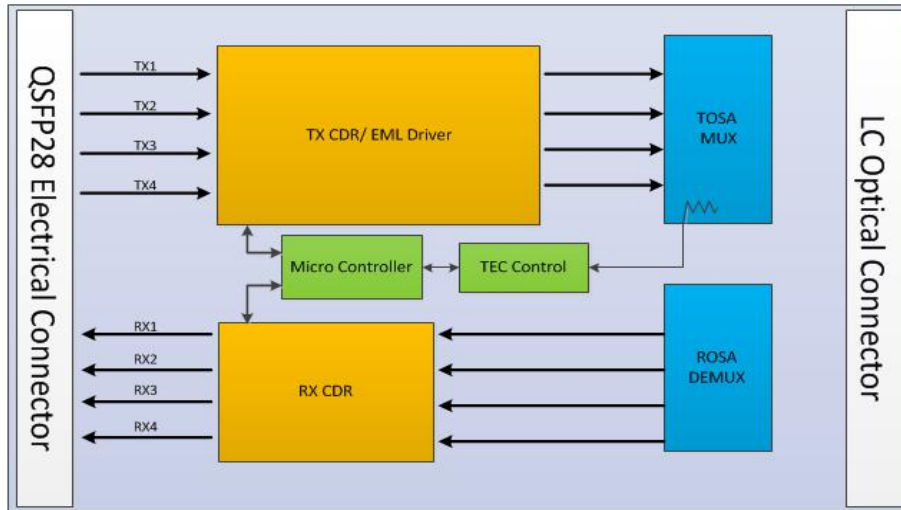 QSFP28 Electrical Connector
TX1
TX2
TX3
TX4
TX CDR/ EML Driver
TOSA
MUX
Micro Controller
TEC Control
RX1
RX2
RX3
RX4
RX CDR
ROSA
DEMUX
LC Optical Connector